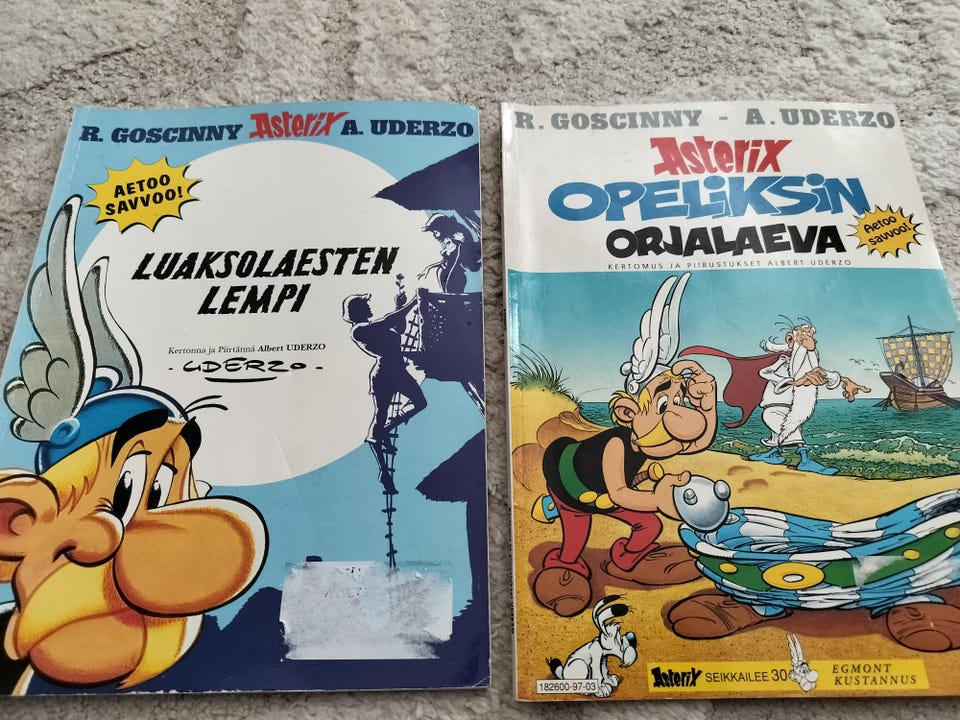 R. GOSCINNY Asterix A. UDERZO
AETOO
SAVVOO!
LUAKSOLAESTEN
LEMPI
Kertonna ja Piirtännä Albert UDERZO
- UDERZO -
R. GOSCINNY - A. UDERZO
Asterix
OPELiKSiN
ORJALAEVA
Aetoo
savvoo!
KERTOMUS JA PIIRUSTUKSET ALBERT UDERZO
182600-97-03
Asterix SEIKKAILEE 30
EGMONT
KUSTANNUS